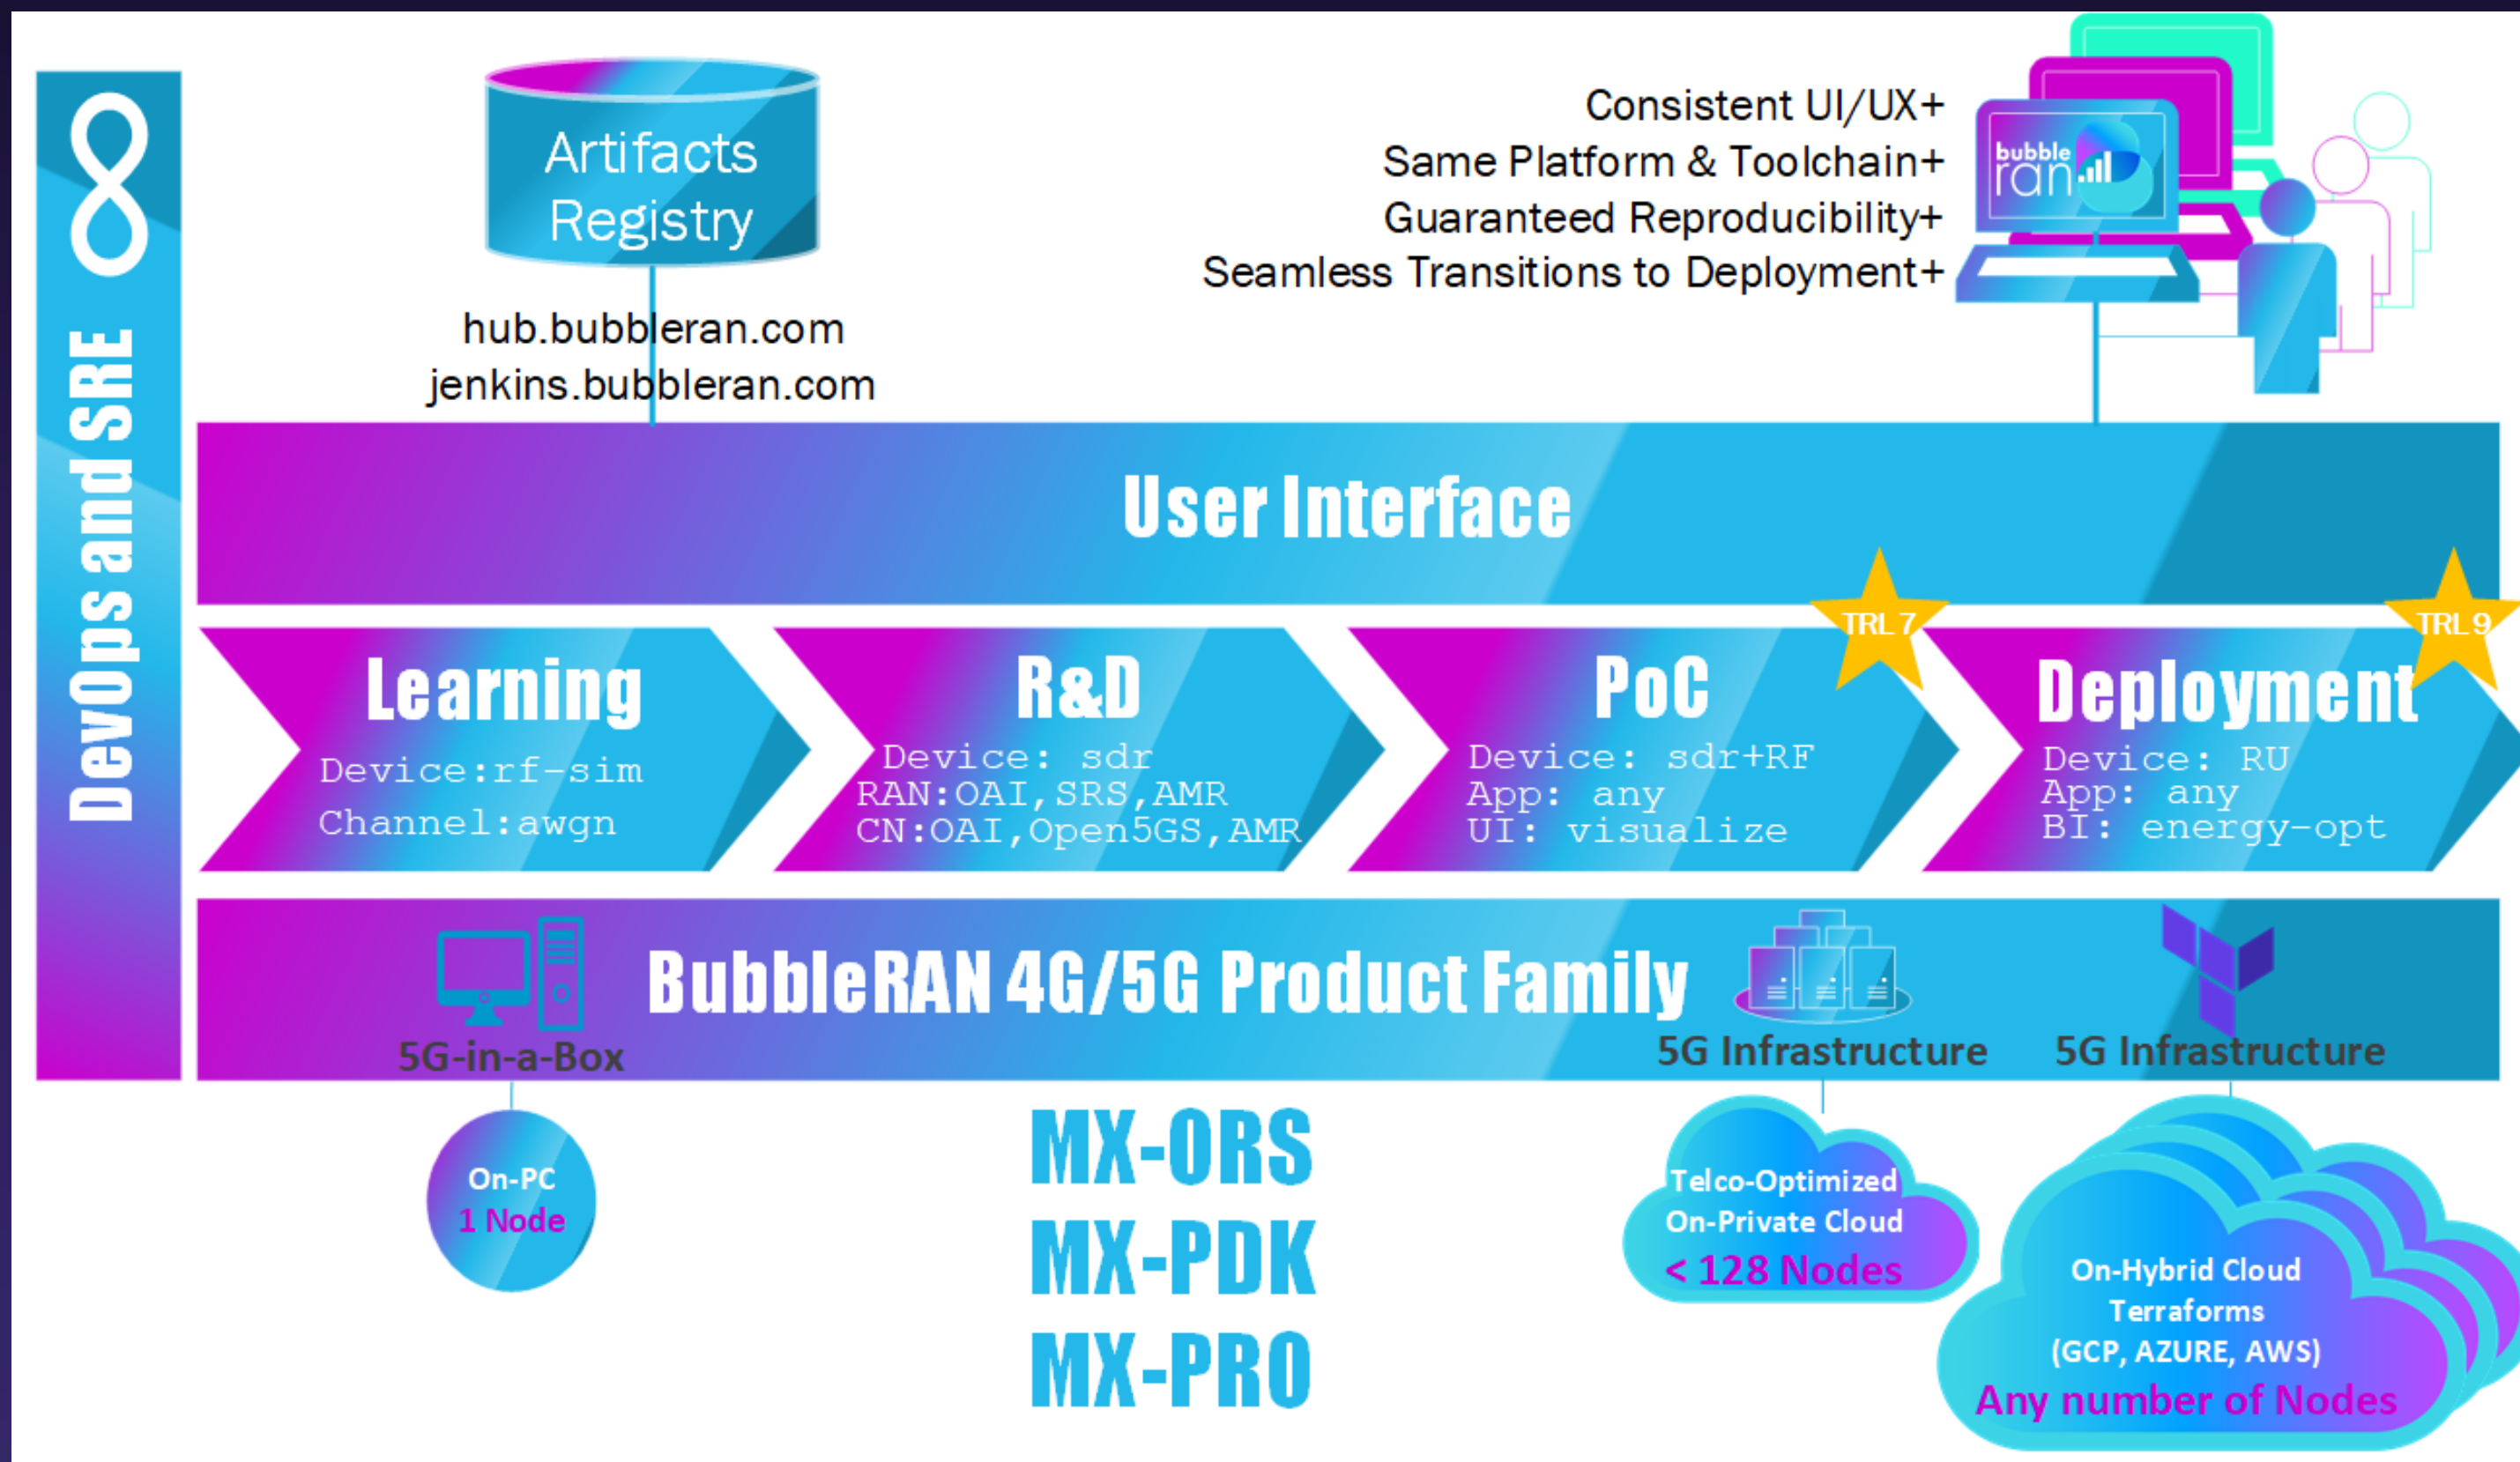 DevOps and SRE
Artifacts
Registry
hub.bubbleran.com
jenkins.bubbleran.com
Consistent UI/UX+
Same Platform & Toolchain+
Guaranteed Reproducibility+
Seamless Transitions to Deployment+
bubble
ran
User Interface
Learning
Device:rf-sim
Channel:awgn
R&D
Device: sdr
RAN:OAI,SRS,AMR
CN:OAI,Open5GS,AMR
TRL7
PoC
Device: sdr+RF
App: any
UI: visualize
TRL9
Deployment
Device: RU
App: any
BI: energy-opt
BubbleRAN 4G/5G Product Family
5G-in-a-Box
5G Infrastructure
5G Infrastructure
On-PC
1 Node
MX-ORS
MX-PDK
MX-PRO
Telco-Optimized
On-Private Cloud
< 128 Nodes
On-Hybrid Cloud
Terraforms
(GCP, AZURE, AWS)
Any number of Nodes